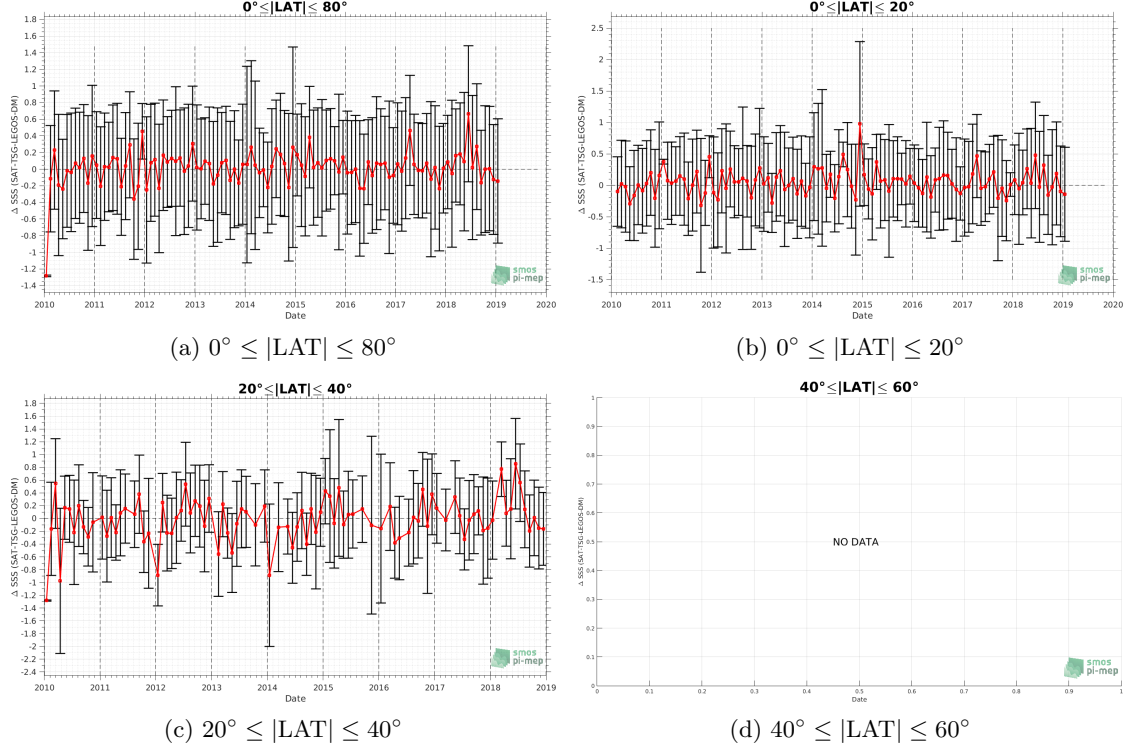 0°≤|LAT|≤ 80°
1.8
1.6
1.4
1.2
1
0.8
0.6
0.4
0.2
0
-0.2
-0.4
-0.6
-0.8
-1
-1.2
-1.4
Δ SSS (SAT-TSG-LEGOS-DM)
2010 2011 2012 2013 2014 2015 2016 2017 2018 2019 2020
Date
smos
pi-mep
(a) 0° ≤ |LAT| ≤ 80°
0°≤|LAT|≤ 20°
2.5
2
1.5
1
0.5
0
-0.5
-1
-1.5
Δ SSS (SAT-TSG-LEGOS-DM)
2010 2011 2012 2013 2014 2015 2016 2017 2018 2019 2020
Date
smos
pi-mep
(b) 0° ≤ |LAT| ≤ 20°
20°≤|LAT|≤ 40°
1.8
1.6
1.4
1.2
1
0.8
0.6
0.4
0.2
0
-0.2
-0.4
-0.6
-0.8
-1
-1.2
-1.4
-1.6
-1.8
-2
-2.2
-2.4
Δ SSS (SAT-TSG-LEGOS-DM)
2010 2011 2012 2013 2014 2015 2016 2017 2018 2019
Date
smos
pi-mep
(c) 20° ≤ |LAT| ≤ 40°
40°≤|LAT|≤ 60°
1
0.9
0.8
0.7
0.6
0.5
0.4
0.3
0.2
0.1
0
Δ SSS (SAT-TSG-LEGOS-DM)
NO DATA
0 0.1 0.2 0.3 0.4 0.5 0.6 0.7 0.8 0.9 1
Date
smos
pi-mep
(d) 40° ≤ |LAT| ≤ 60°